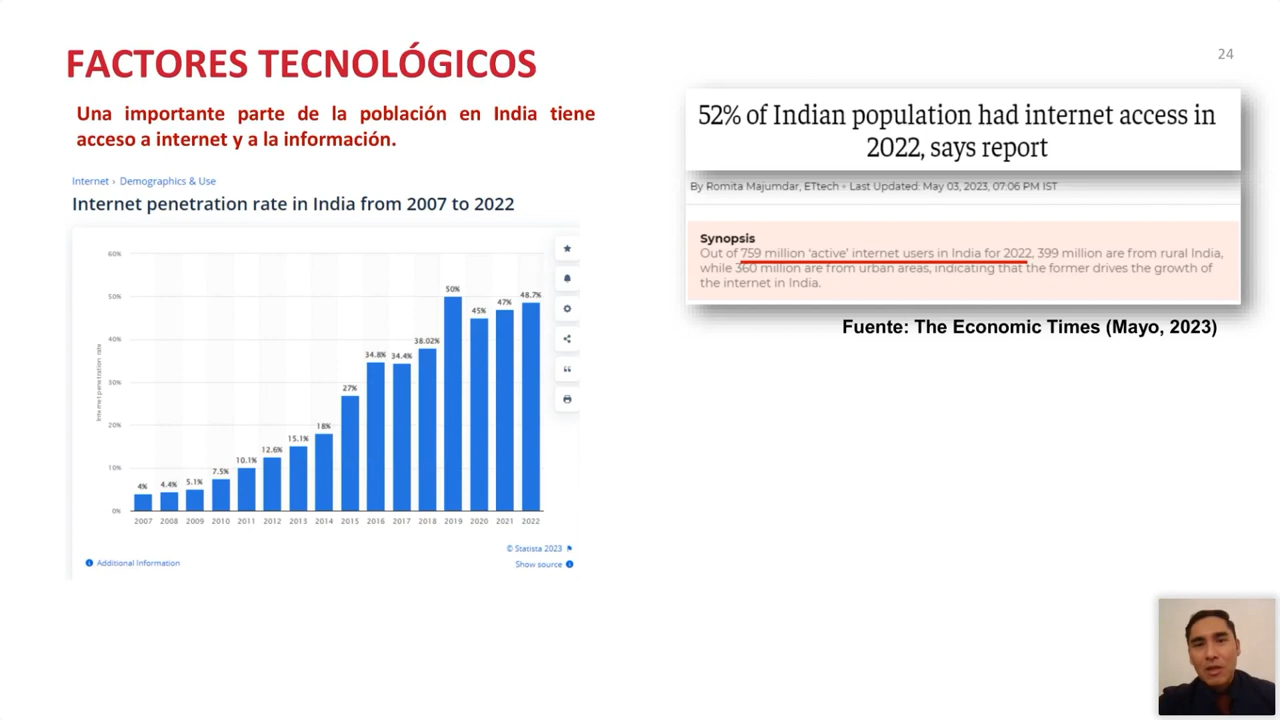 FACTORES TECNOLÓGICOS
24
Una importante parte de la población en India tiene
acceso a internet y a la información.
Internet › Demographics & Use
Internet penetration rate in India from 2007 to 2022
60%
50%
40%
30%
20%
10%
0%
Internet penetration rate
4%
4.4%
5.1%
7.5%
10.1%
12.6%
15.1%
18%
27%
34.8%
34.4%
38.02%
50%
45%
47%
48.7%
2007 2008 2009 2010 2011 2012 2013 2014 2015 2016 2017 2018 2019 2020 2021 2022
© Statista 2023
Additional Information
Show source
52% of Indian population had internet access in
2022, says report
By Romita Majumdar, ETtech • Last Updated: May 03, 2023, 07:06 PM IST
Synopsis
Out of 759 million 'active' internet users in India for 2022, 399 million are from rural India,
while 360 million are from urban areas, indicating that the former drives the growth of
the internet in India.
Fuente: The Economic Times (Mayo, 2023)